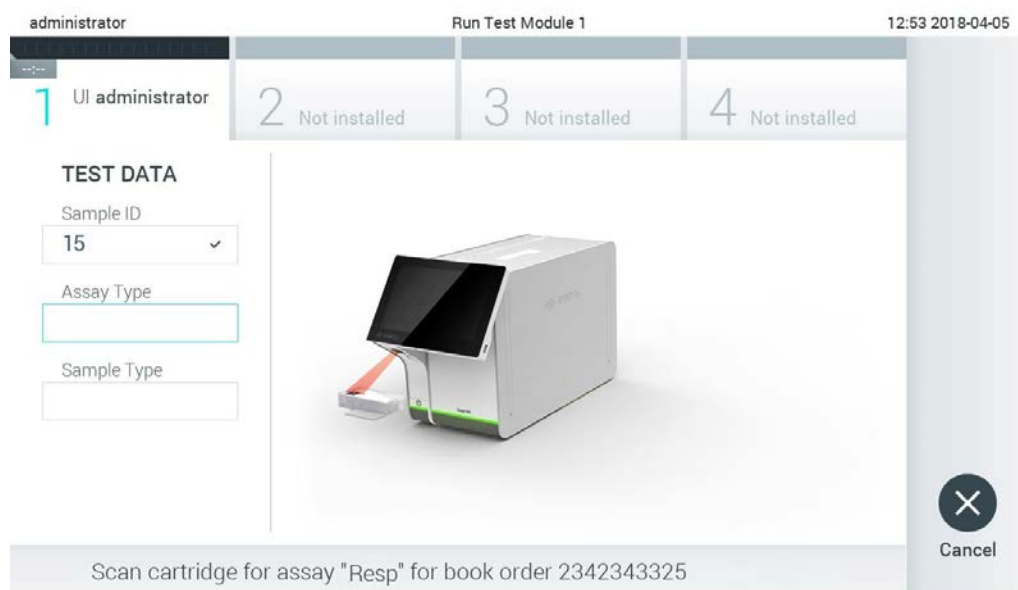 administrator
Run Test Module 1
12:53 2018-04-05
--:--
1 UI administrator
2 Not installed
3 Not installed
4 Not installed
TEST DATA
Sample ID
15
Assay Type
Sample Type
Cancel
Scan cartridge for assay "Resp" for book order 2342343325